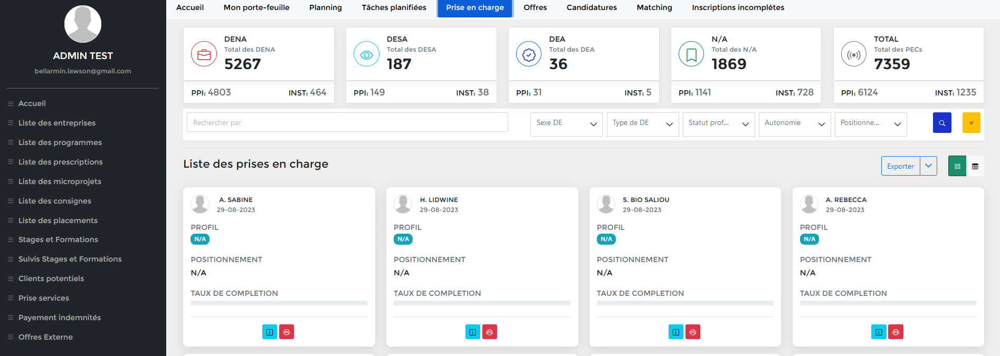 ADMIN TEST
bellarmin.lawson@gmail.com
Accueil
Liste des entreprises
Liste des programmes
Liste des prescriptions
Liste des microprojets
Liste des consignes
Liste des placements
Stages et Formations
Suivis Stages et Formations
Clients potentiels
Prise services
Payement indemnités
Offres Externe
Accueil Mon porte-feuille Planning Tâches planifiées Prise en charge Offres Candidatures Matching Inscriptions incomplètes
DENA
Total des DENA
5267
PPI: 4803 INST: 464
DESA
Total des DESA
187
PPI: 149 INST: 38
DEA
Total des DEA
36
PPI: 31 INST: 5
N/A
Total des N/A
1869
PPI: 1141 INST: 728
TOTAL
Total des PECs
7359
PPI: 6124 INST: 1235
Rechercher par Sexe DE Type de DE Statut prof... Autonomie Positionne...
Liste des prises en charge Exporter
A. SABINE
29-08-2023
PROFIL
N/A
POSITIONNEMENT
N/A
TAUX DE COMPLETION
H. LIDWINE
29-08-2023
PROFIL
N/A
POSITIONNEMENT
N/A
TAUX DE COMPLETION
S. BIO SALIOU
29-08-2023
PROFIL
N/A
POSITIONNEMENT
N/A
TAUX DE COMPLETION
A. REBECCA
29-08-2023
PROFIL
N/A
POSITIONNEMENT
N/A
TAUX DE COMPLETION